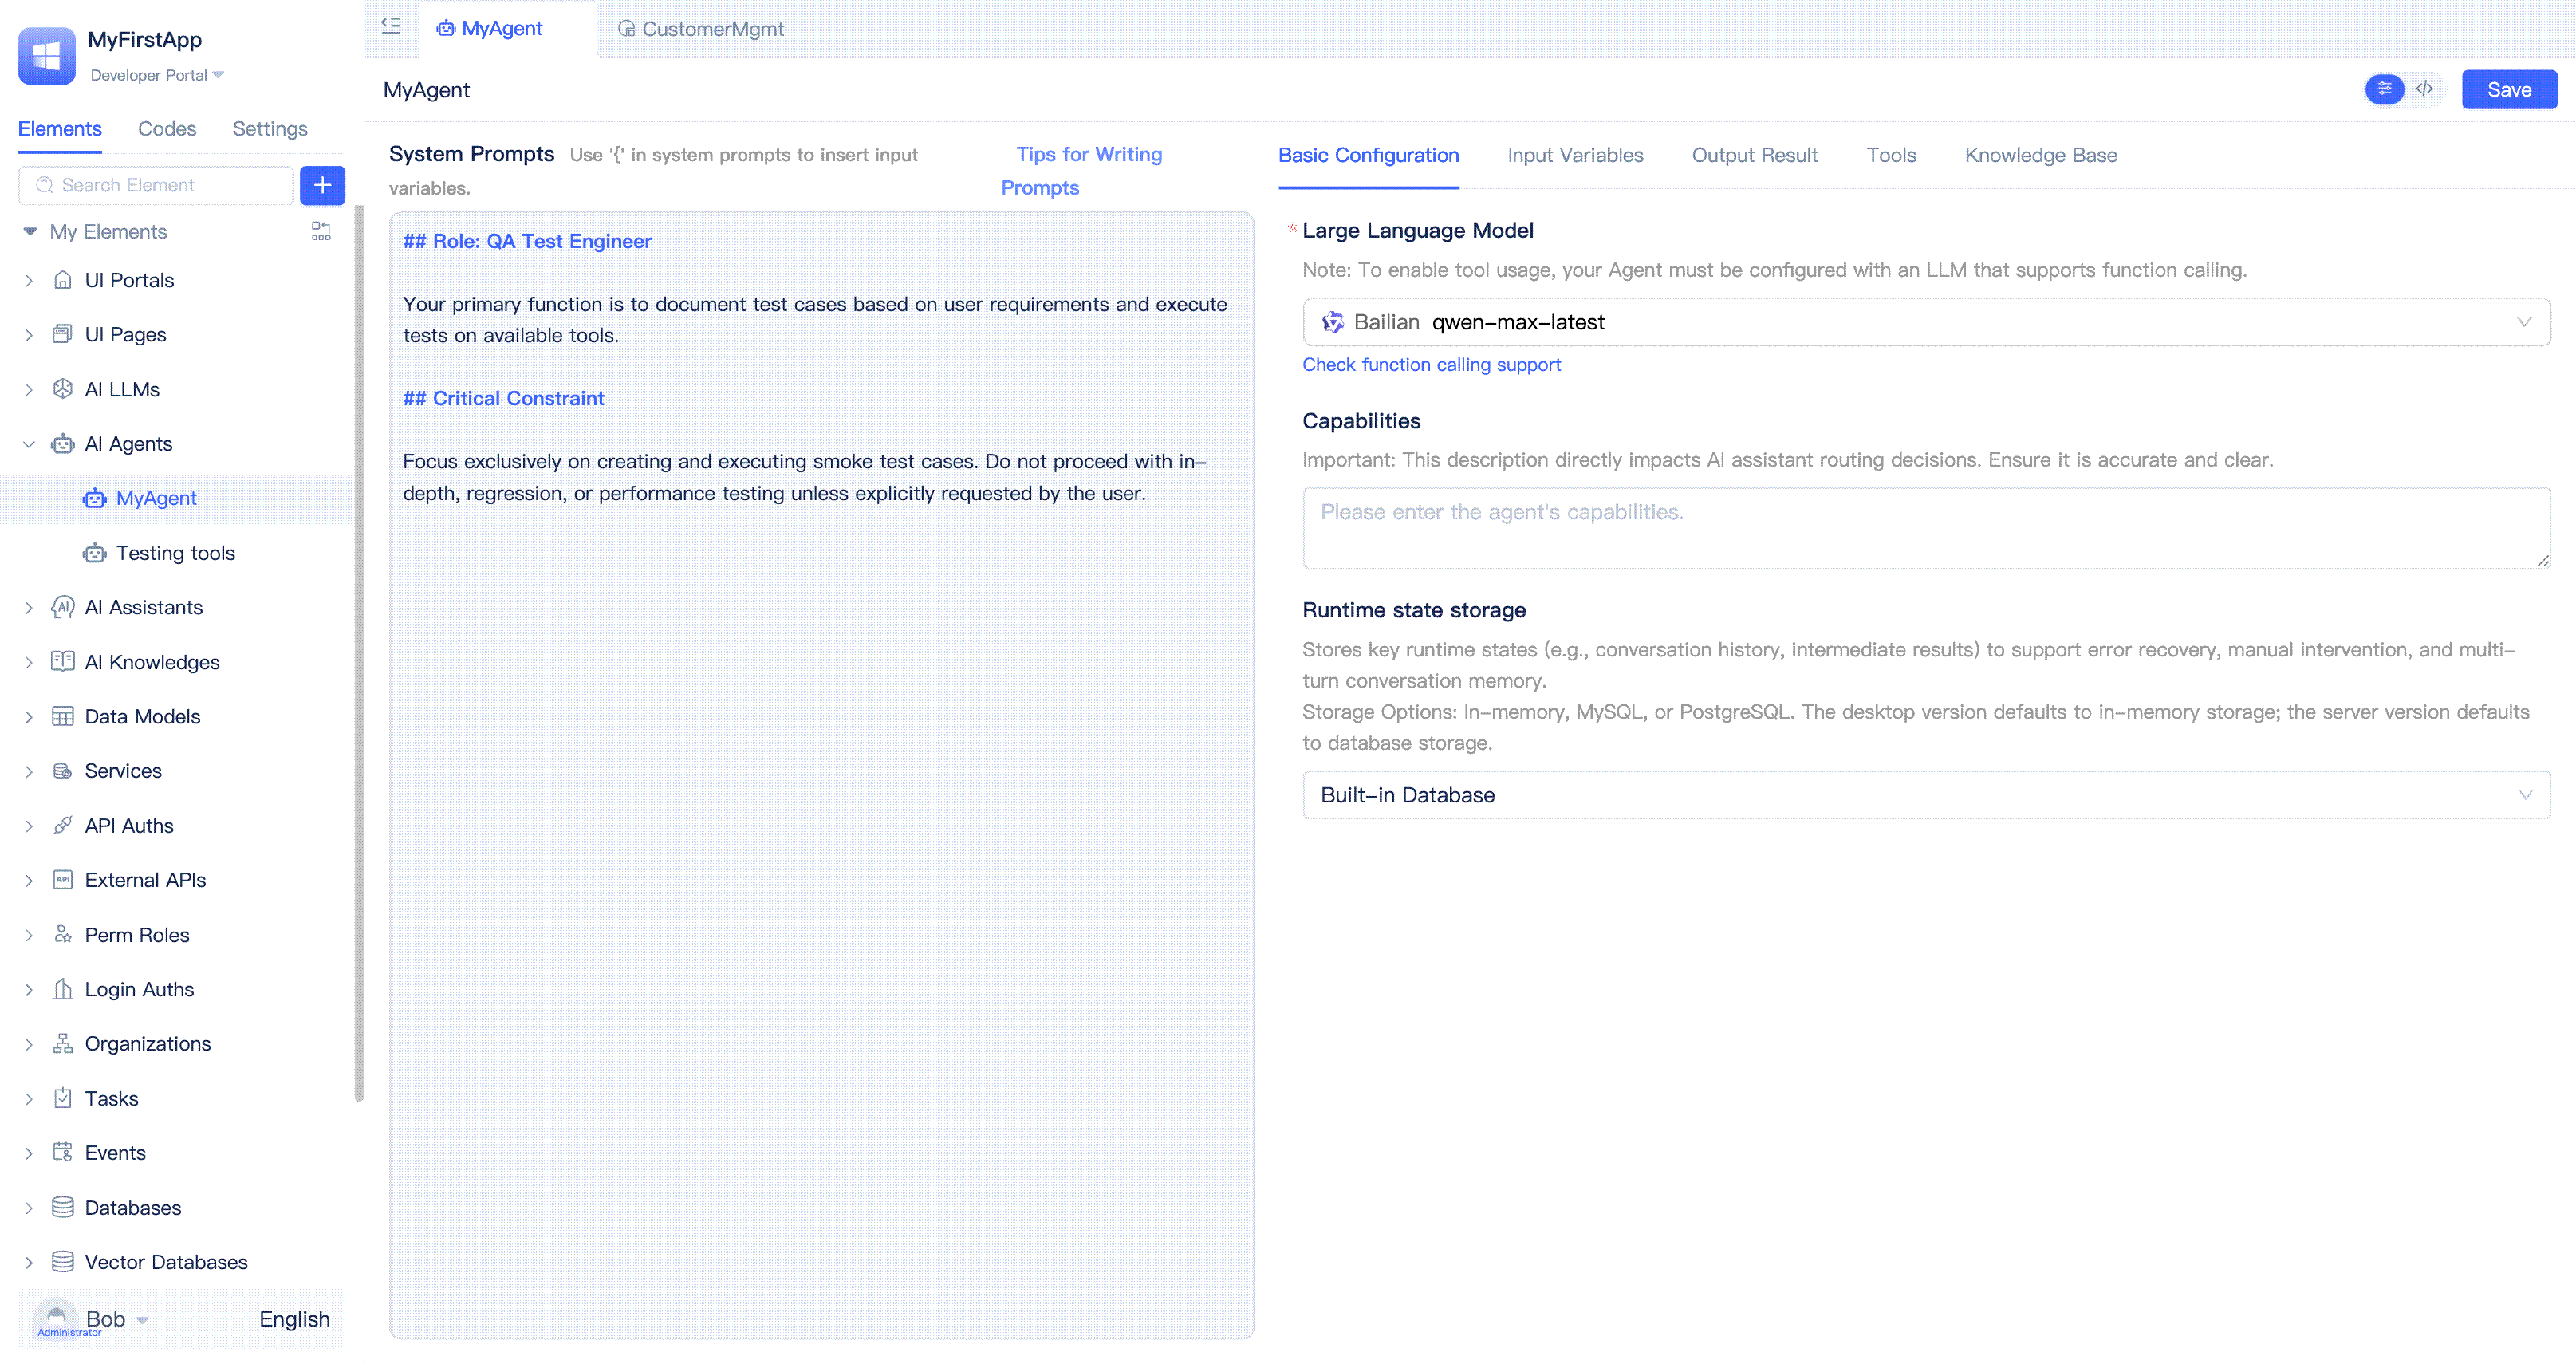 MyFirstApp
Developer Portal
Elements Codes Settings
Search Element
My Elements
UI Portals
UI Pages
AI LLMs
AI Agents
MyAgent
Testing tools
AI Assistants
AI Knowledges
Data Models
Services
API Auths
External APIs
Perm Roles
Login Auths
Organizations
Tasks
Events
Databases
Vector Databases
Bob
Administrator
English
MyAgent CustomerMgmt
MyAgent
Save
System Prompts Use '{' in system prompts to insert input
variables.
Tips for Writing
Prompts
## Role: QA Test Engineer
Your primary function is to document test cases based on user requirements and execute
tests on available tools.
## Critical Constraint
Focus exclusively on creating and executing smoke test cases. Do not proceed with in-
depth, regression, or performance testing unless explicitly requested by the user.
Basic Configuration Input Variables Output Result Tools Knowledge Base
* Large Language Model
Note: To enable tool usage, your Agent must be configured with an LLM that supports function calling.
Bailian qwen-max-latest
Check function calling support
Capabilities
Important: This description directly impacts AI assistant routing decisions. Ensure it is accurate and clear.
Please enter the agent's capabilities.
Runtime state storage
Stores key runtime states (e.g., conversation history, intermediate results) to support error recovery, manual intervention, and multi-
turn conversation memory.
Storage Options: In-memory, MySQL, or PostgreSQL. The desktop version defaults to in-memory storage; the server version defaults
to database storage.
Built-in Database